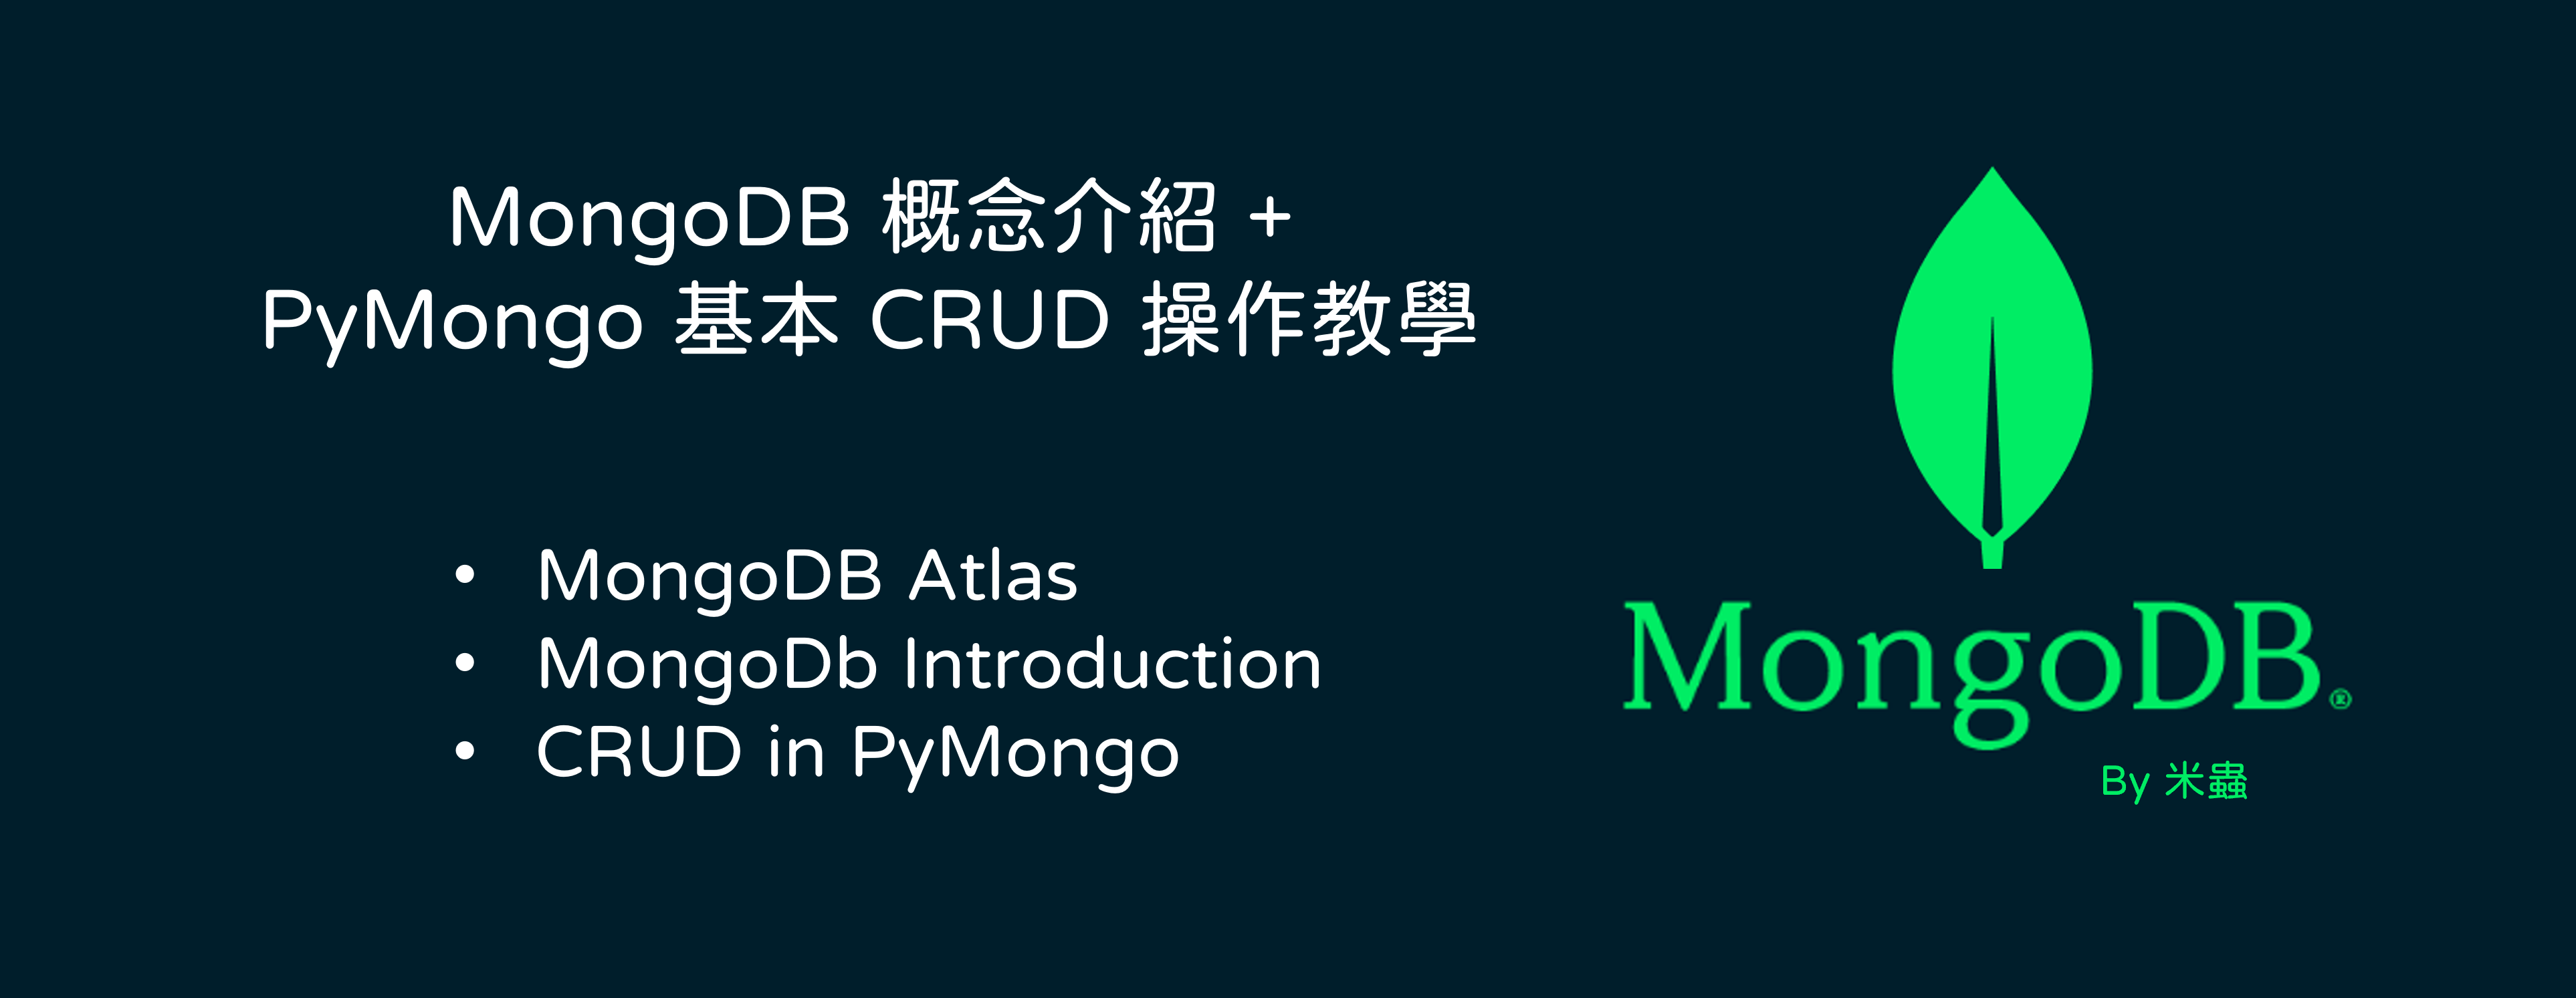 MongoDB 概念介紹 +
PyMongo 基本 CRUD 操作教學
• MongoDB Atlas
• MongoDb Introduction
• CRUD in PyMongo
MongoDB®
By 米蟲